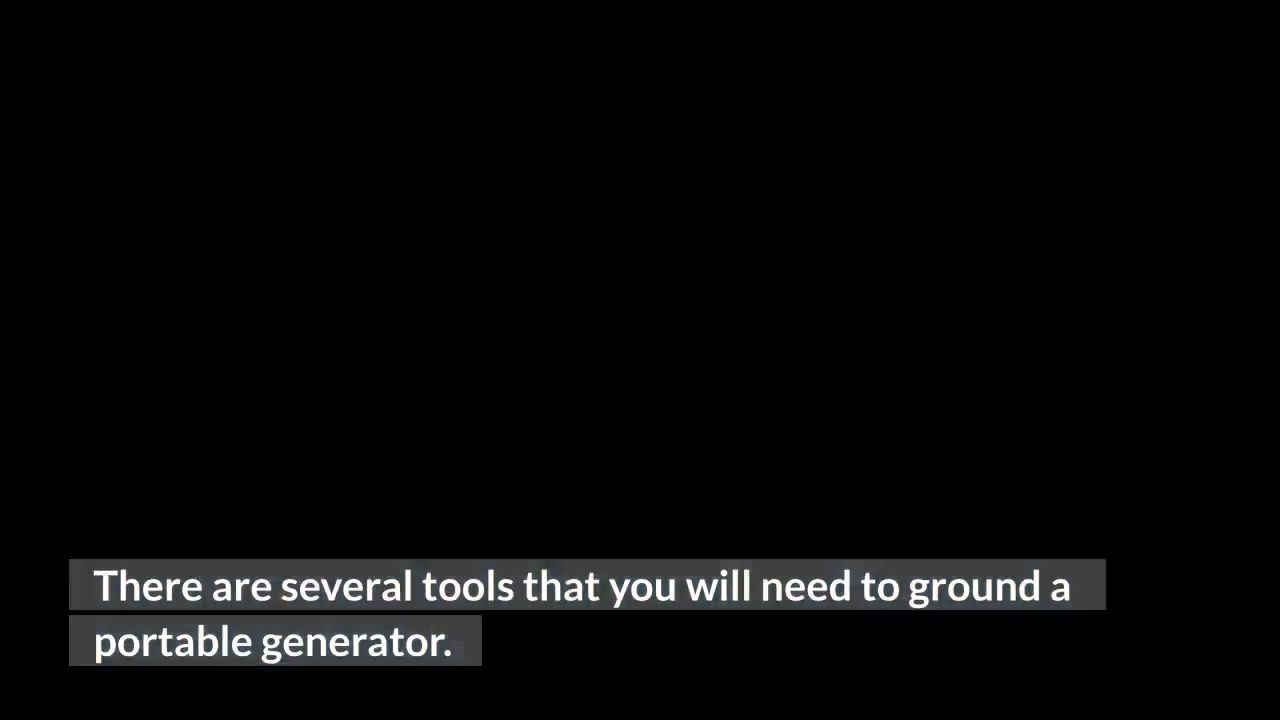 There are several tools that you will need to ground a
portable generator.